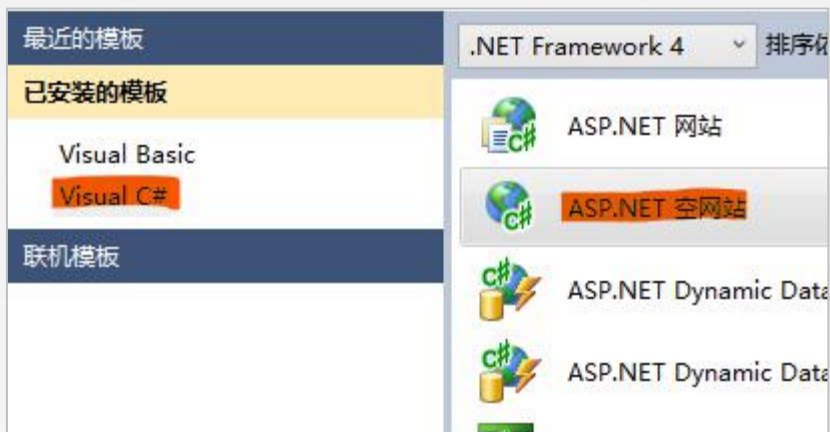 最近的模板
已安装的模板
Visual Basic
Visual C#
联机模板
.NET Framework 4 排序依
ASP.NET 网站
ASP.NET 空网站
ASP.NET Dynamic Data
ASP.NET Dynamic Data